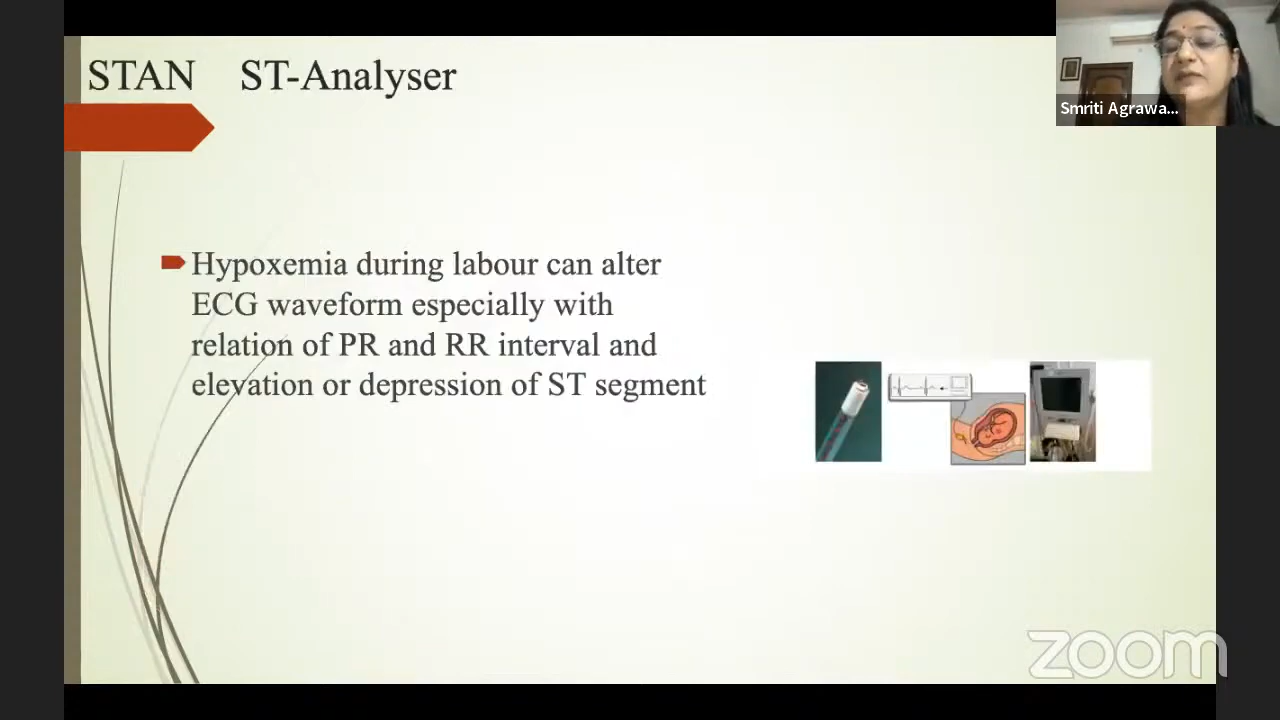 STAN ST-Analyser
Smriti Agrawa...
Hypoxemia during labour can alter
ECG waveform especially with
relation of PR and RR interval and
elevation or depression of ST segment
zoom